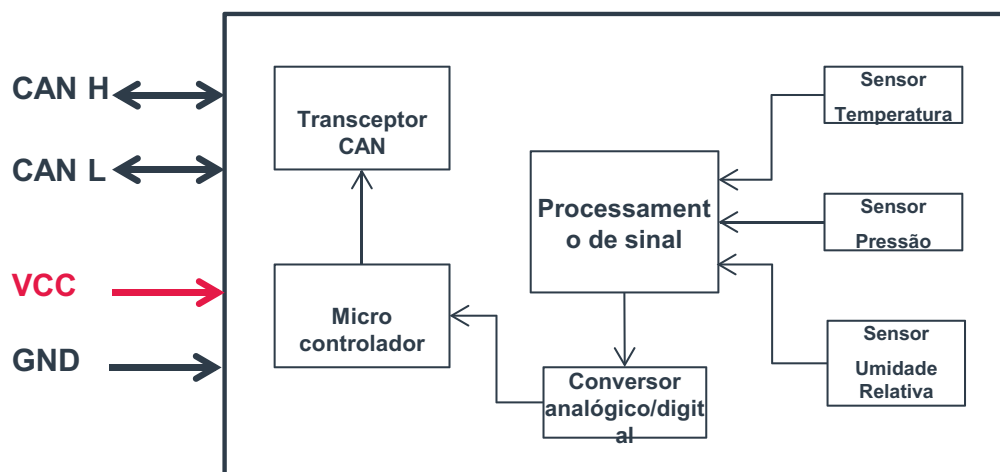 CAN H
CAN L
VCC
GND
Transceptor
CAN
Micro
controlador
Processament
o de sinal
Conversor
analógico/digit
al
Sensor
Temperatura
Sensor
Pressão
Sensor
Umidade
Relativa